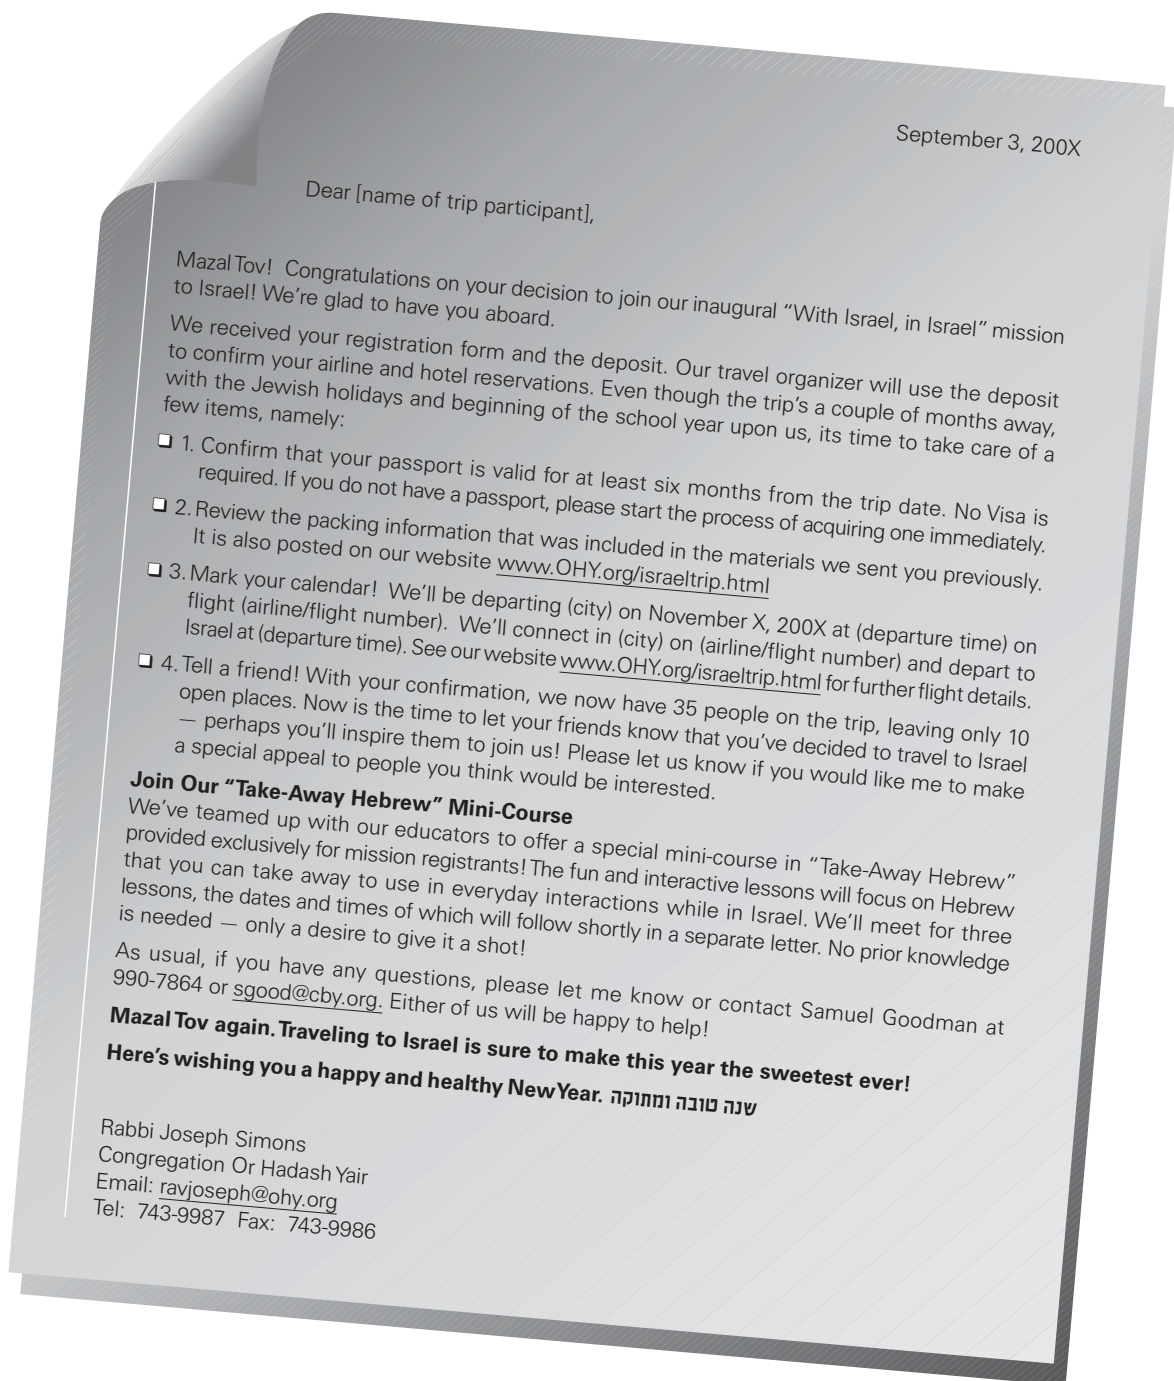 September 3, 200X
Dear [name of trip participant],
Mazal Tov!  Congratulations on your decision to join our inaugural “With Israel, in Israel” mission
to Israel! We’re glad to have you aboard.
We received your registration form and the deposit. Our travel organizer will use the deposit
to confirm your airline and hotel reservations. Even though the trip’s a couple of months away,
with the Jewish holidays and beginning of the school year upon us, its time to take care of a
few items, namely:
❏ 1. Confirm that your passport is valid for at least six months from the trip date. No Visa is
required. If you do not have a passport, please start the process of acquiring one immediately.
❏ 2. Review the packing information that was included in the materials we sent you previously.
It is also posted on our website www.OHY.org/israeltrip.html
❏ 3. Mark your calendar!  We’ll be departing (city) on November X, 200X at (departure time) on
flight (airline/flight number).  We’ll connect in (city) on (airline/flight number) and depart to
Israel at (departure time). See our website www.OHY.org/israeltrip.html for further flight details.
❏ 4. Tell a friend! With your confirmation, we now have 35 people on the trip, leaving only 10
open places. Now is the time to let your friends know that you’ve decided to travel to Israel
— perhaps you’ll inspire them to join us! Please let us know if you would like me to make
a special appeal to people you think would be interested.
Join Our “Take-Away Hebrew” Mini-Course
We’ve teamed up with our educators to offer a special mini-course in “Take-Away Hebrew”
provided exclusively for mission registrants! The fun and interactive lessons will focus on Hebrew
that you can take away to use in everyday interactions while in Israel. We’ll meet for three
lessons, the dates and times of which will follow shortly in a separate letter. No prior knowledge
is needed — only a desire to give it a shot!
As usual, if you have any questions, please let me know or contact Samuel Goodman at
990-7864 or sgood@cby.org. Either of us will be happy to help!
Mazal Tov again. Traveling to Israel is sure to make this year the sweetest ever!
Here’s wishing you a happy and healthy New Year. שנה טובה ומתוקה
Rabbi Joseph Simons
Congregation Or Hadash Yair
Email: ravjoseph@ohy.org
Tel:  743-9987  Fax:  743-9986